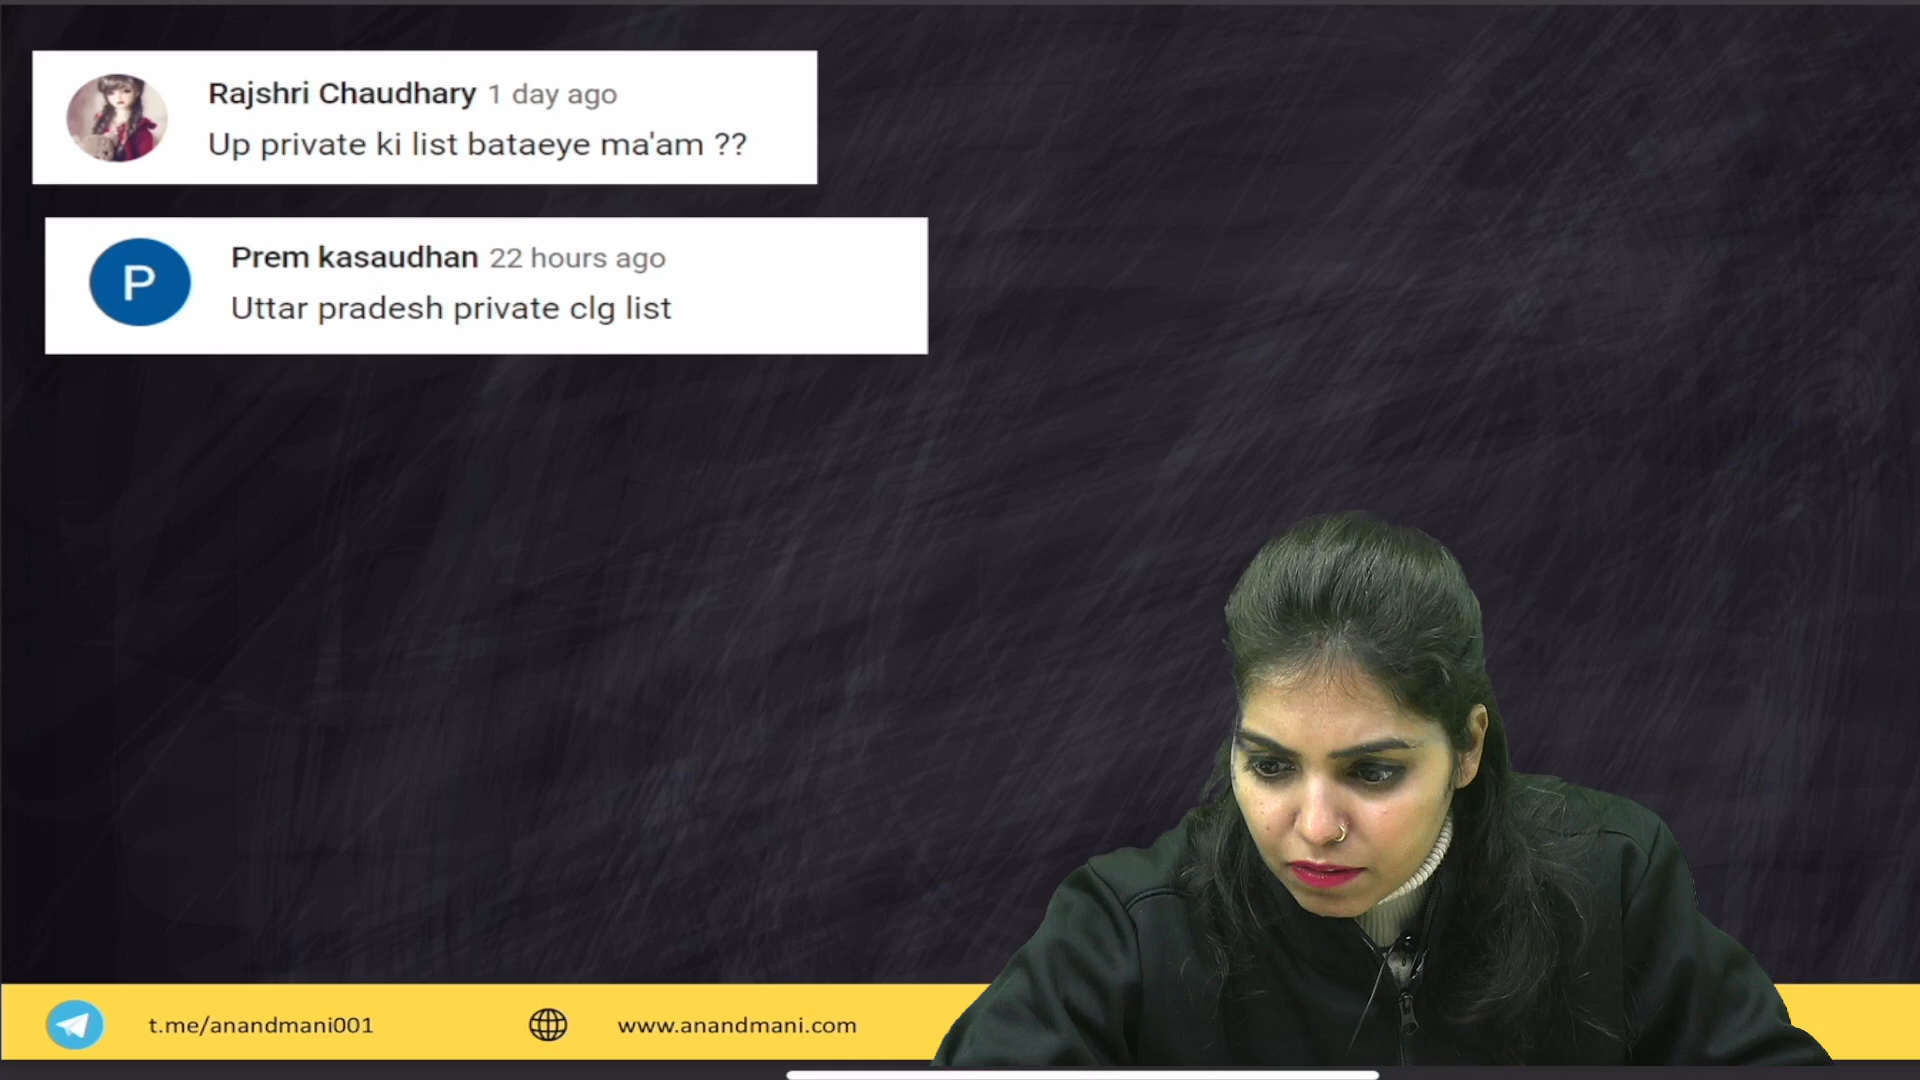 Rajshri Chaudhary 1 day ago
Up private ki list bataeye ma'am ??
P
Prem kasaudhan 22 hours ago
Uttar pradesh private clg list
t.me/anandmani001
www.anandmani.com